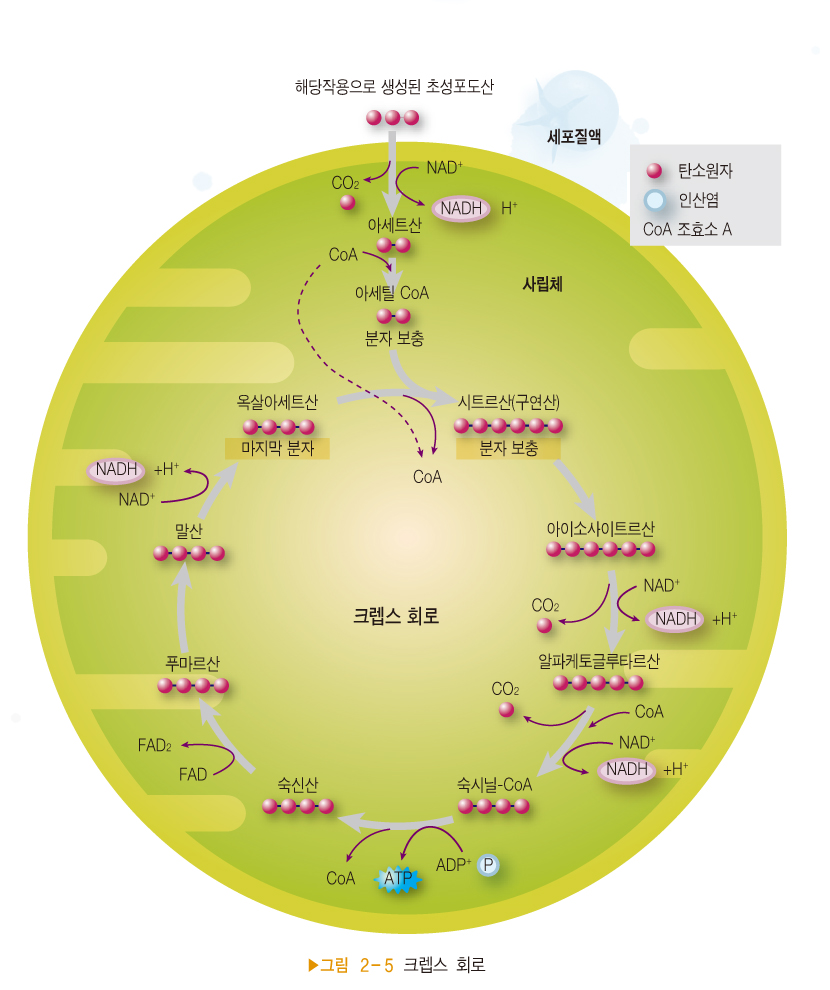 해당작용으로 생성된 초성포도산
세포질액
탄소원자
인산염
CoA 조효소 A
NAD⁺
CO₂
NADH H⁺
아세트산
CoA
사립체
아세틸 CoA
분자 보충
옥살아세트산
마지막 분자
시트르산(구연산)
분자 보충
CoA
NADH +H⁺
NAD⁺
말산
아이소사이트르산
NAD⁺
CO₂
NADH +H⁺
크렙스 회로
푸마르산
알파케토글루타르산
CO₂
CoA
NAD⁺
NADH +H⁺
FAD₂
FAD
숙신산
숙시닐-CoA
CoA
ATP
ADP⁺ P
▶그림 2-5 크렙스 회로